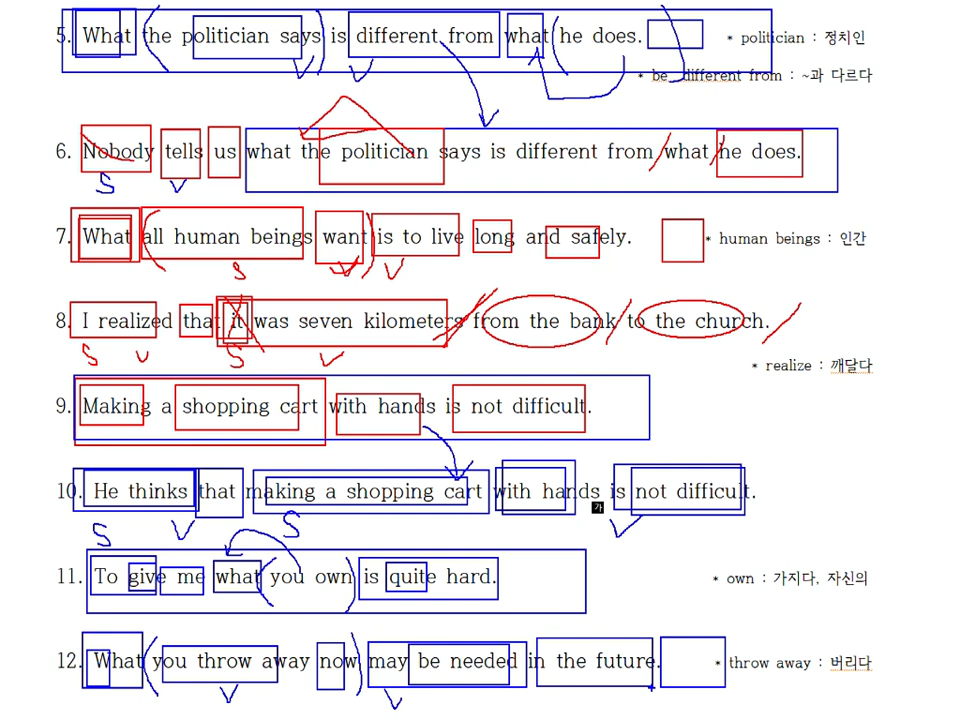 5. What the politician says is different from what he does. * politician : 정치인
* be different from : ~과 다르다
6. Nobody tells us what the politician says is different from what he does.
S V
7. What all human beings want is to live long and safely. * human beings : 인간
S V
8. I realized that it was seven kilometers from the bank to the church.
S V S V
* realize : 깨달다
9. Making a shopping cart with hands is not difficult.
10. He thinks that making a shopping cart with hands is not difficult.
가
S V S V
11. To give me what you own is quite hard. * own : 가지다, 자신의
12. What you throw away now may be needed in the future. * throw away : 버리다
V V